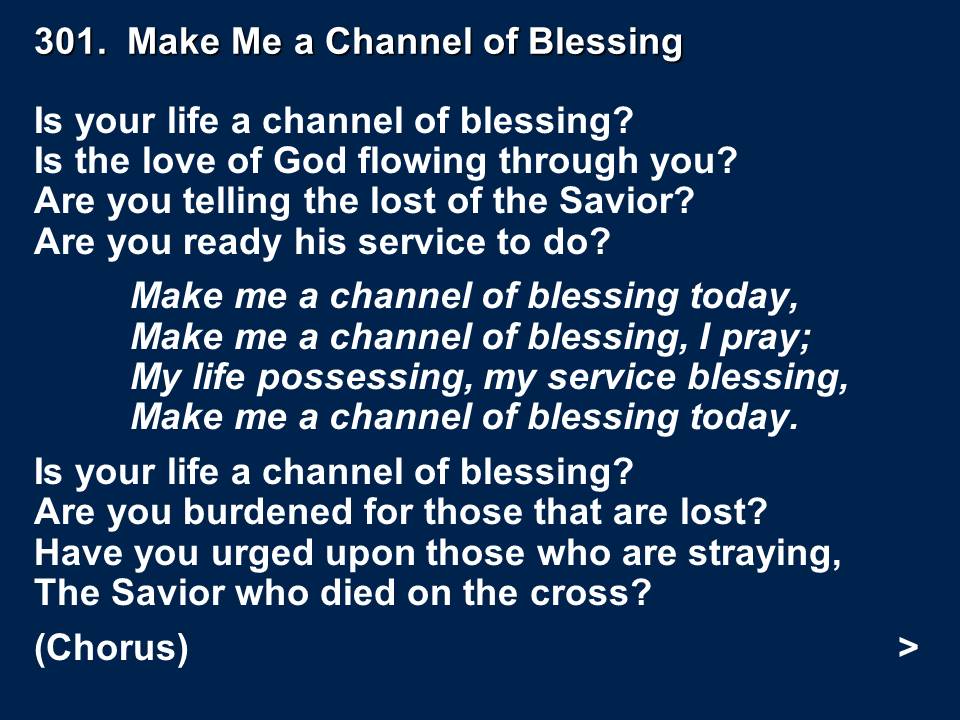 301.  Make Me a Channel of Blessing
Is your life a channel of blessing?
Is the love of God flowing through you?
Are you telling the lost of the Savior?
Are you ready his service to do?
Make me a channel of blessing today,
Make me a channel of blessing, I pray;
My life possessing, my service blessing,
Make me a channel of blessing today.
Is your life a channel of blessing?
Are you burdened for those that are lost?
Have you urged upon those who are straying,
The Savior who died on the cross?
(Chorus) >